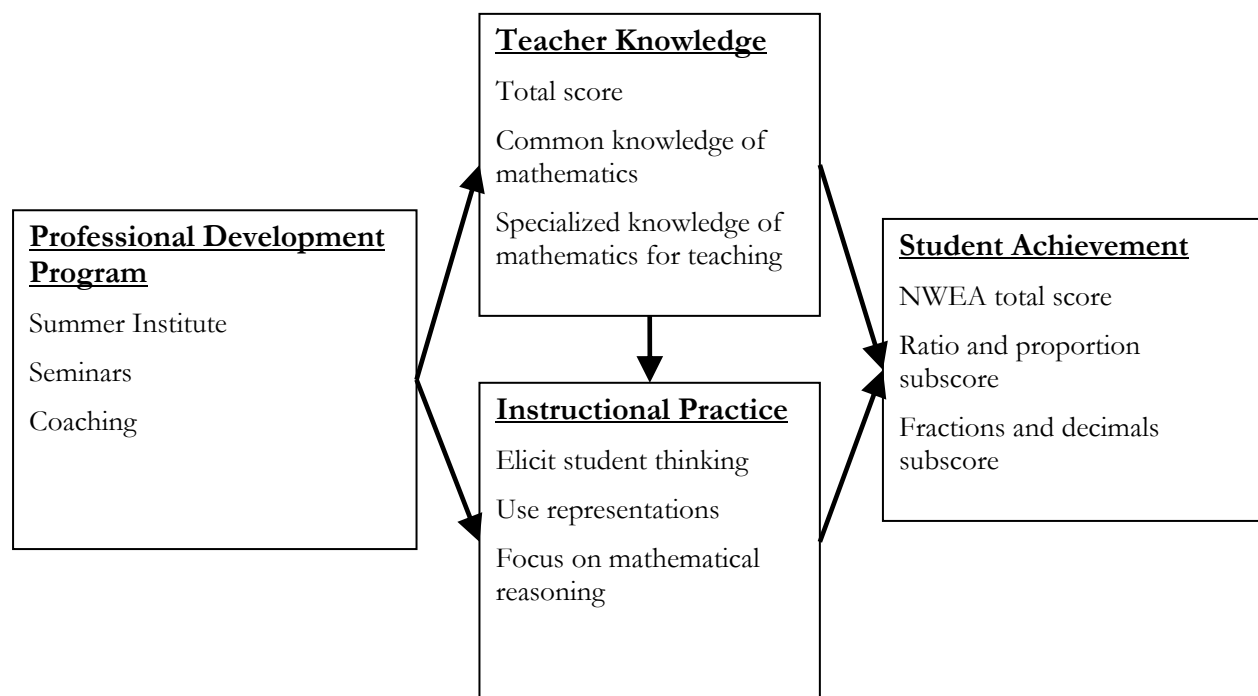 Teacher Knowledge
Total score
Common knowledge of
mathematics
Specialized knowledge of
mathematics for teaching
Professional Development
Program
Summer Institute
Seminars
Coaching
Instructional Practice
Elicit student thinking
Use representations
Focus on mathematical
reasoning
Student Achievement
NWEA total score
Ratio and proportion
subscore
Fractions and decimals
subscore